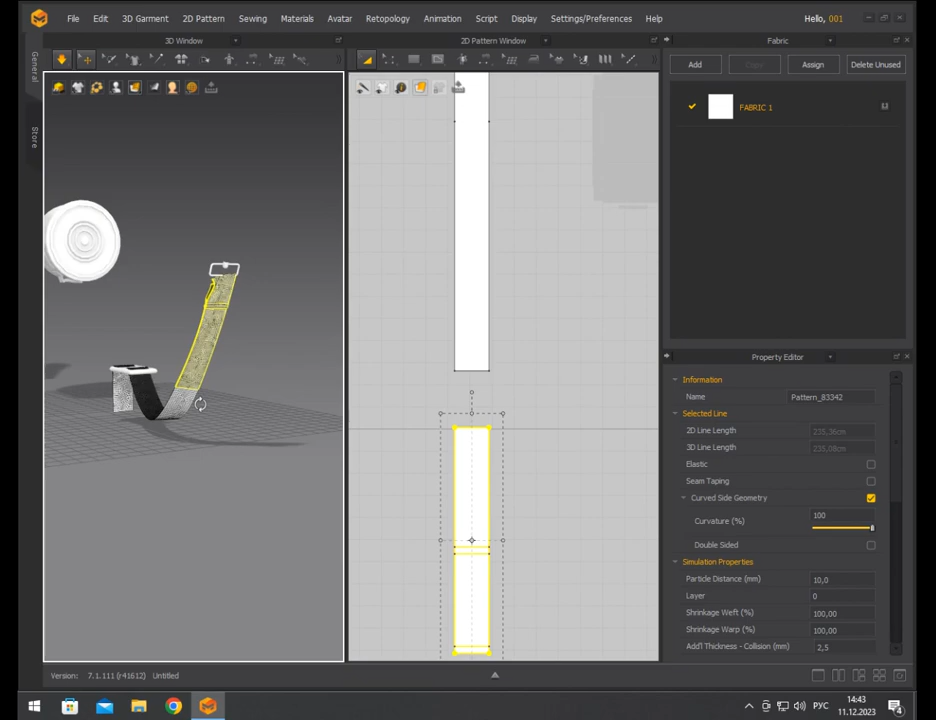 File Edit 3D Garment 2D Pattern Sewing Materials Avatar Retopology Animation Script Display Settings/Preferences Help Hello, 001
General
Store
3D Window
2D Pattern Window
Fabric
Add Copy Assign Delete Unused
FABRIC 1
Property Editor
Information
Name Pattern_83342
Selected Line
2D Line Length 235,36cm
3D Line Length 235,08cm
Elastic
Seam Taping
Curved Side Geometry
Curvature (%) 100
Double Sided
Simulation Properties
Particle Distance (mm) 10,0
Layer 0
Shrinkage Weft (%) 100,00
Shrinkage Warp (%) 100,00
Add'l Thickness - Collision (mm) 2,5
Version: 7.1.111 (r41612) Untitled
РУС
14:43
11.12.2023
4